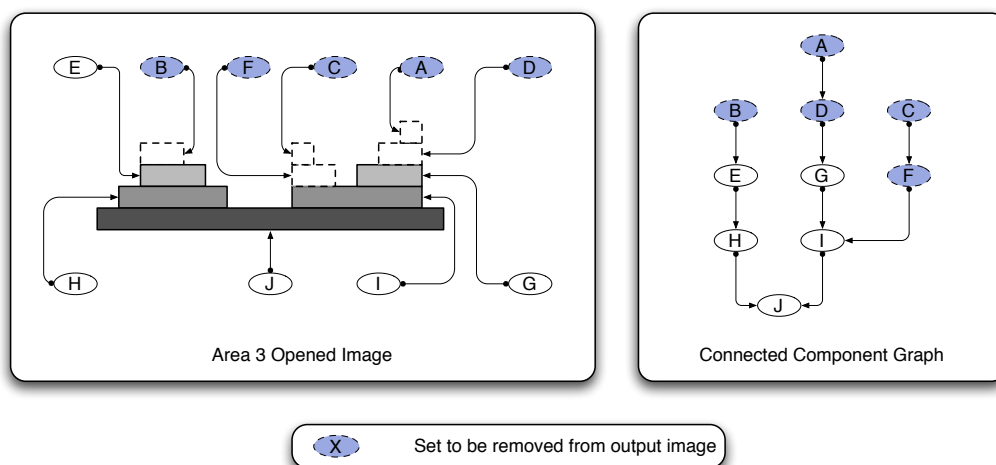 E B F C A D
H J I G
Area 3 Opened Image
A
B D C
E G F
H I
J
Connected Component Graph
X Set to be removed from output image